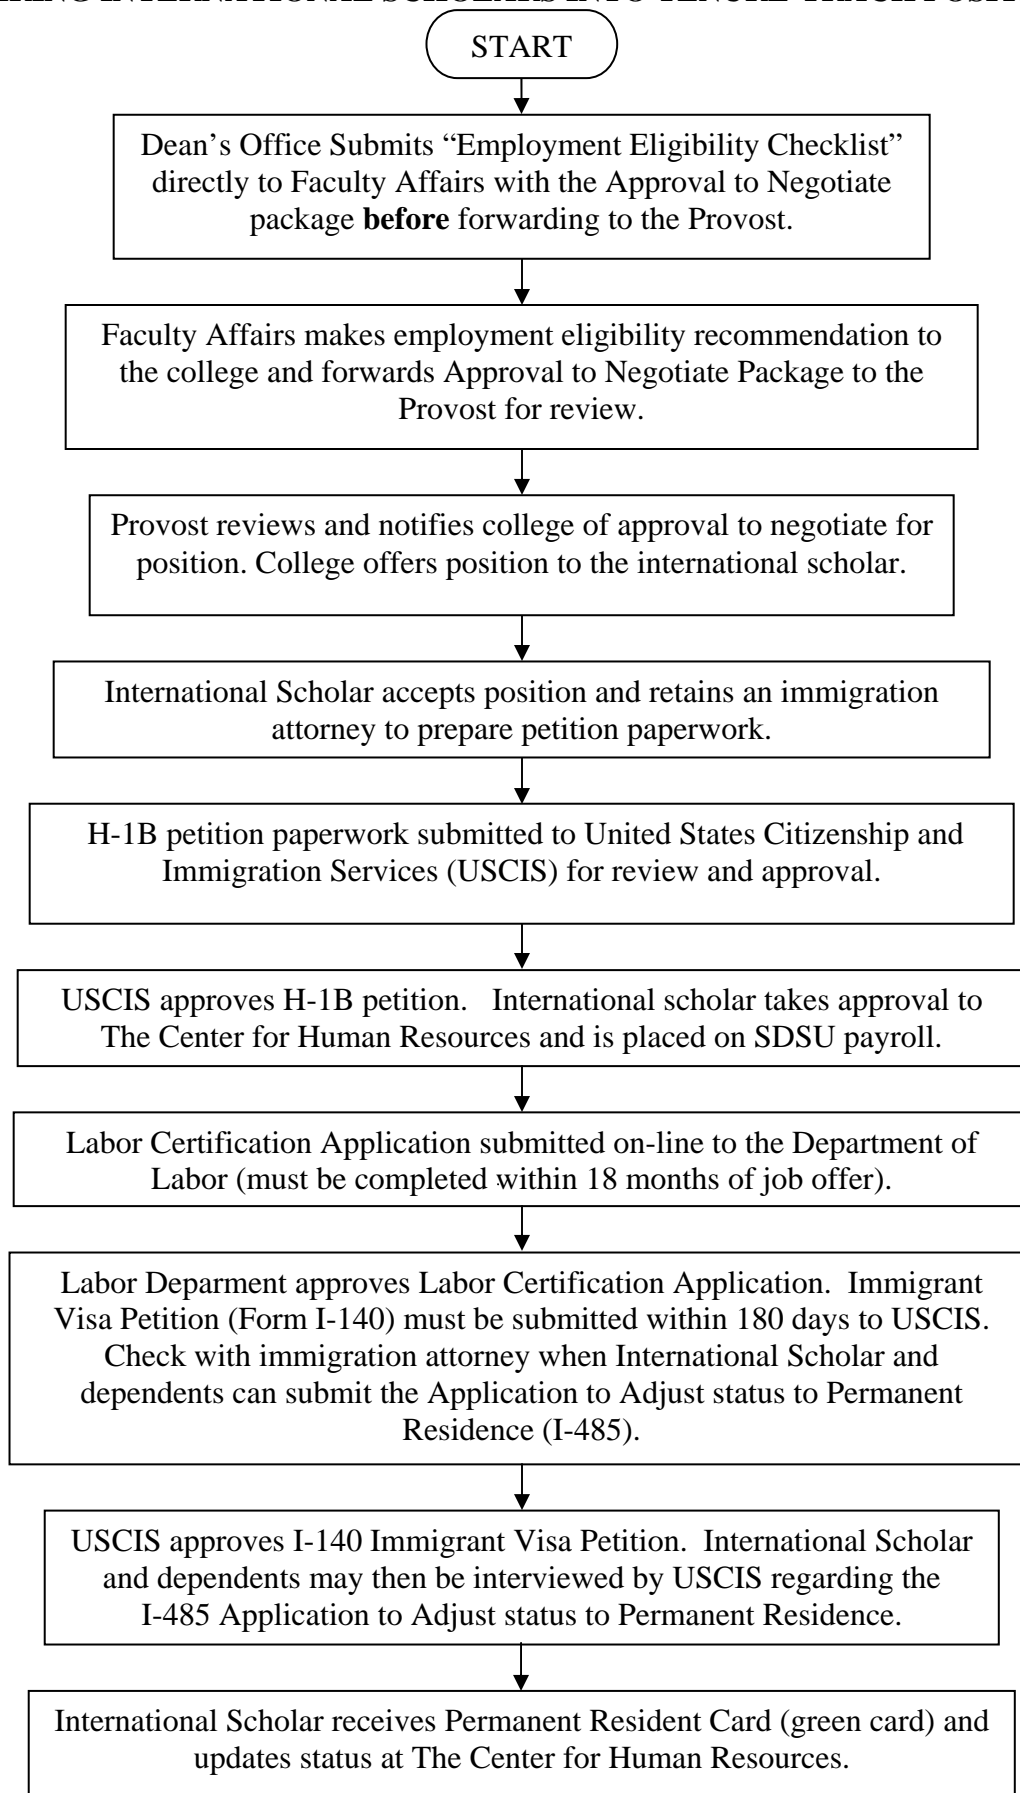 INTERNATIONAL SCHOLARS INTO TENURE-TRACK
START
Dean's Office Submits “Employment Eligibility Checklist”
directly to Faculty Affairs with the Approval to Negotiate
package before forwarding to the Provost.
Faculty Affairs makes employment eligibility recommendation to
the college and forwards Approval to Negotiate Package to the
Provost for review.
Provost reviews and notifies college of approval to negotiate for
position. College offers position to the international scholar.
International Scholar accepts position and retains an immigration
attorney to prepare petition paperwork.
H-1B petition paperwork submitted to United States Citizenship and
Immigration Services (USCIS) for review and approval.
USCIS approves H-1B petition.   International scholar takes approval to
The Center for Human Resources and is placed on SDSU payroll.
Labor Certification Application submitted on-line to the Department of
Labor (must be completed within 18 months of job offer).
Labor Deparment approves Labor Certification Application.  Immigrant
Visa Petition (Form I-140) must be submitted within 180 days to USCIS.
Check with immigration attorney when International Scholar and
dependents can submit the Application to Adjust status to Permanent
Residence (I-485).
USCIS approves I-140 Immigrant Visa Petition.  International Scholar
and dependents may then be interviewed by USCIS regarding the
I-485 Application to Adjust status to Permanent Residence.
International Scholar receives Permanent Resident Card (green card) and
updates status at The Center for Human Resources.